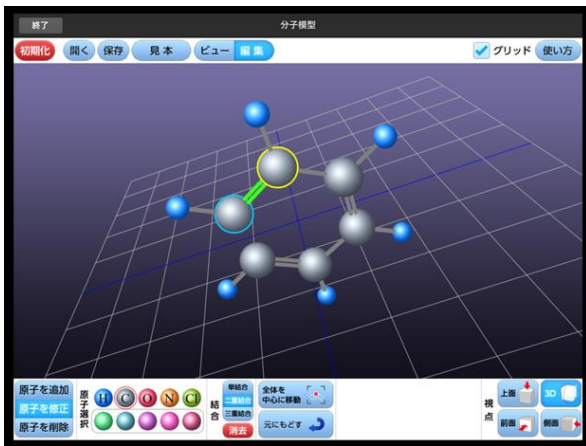 終了
分子模型
初期化 開く 保存 見本 ビュー 編集 グリッド 使い方
原子を追加
原子を修正
原子を削除
原子選択
H C O N Cl
結合
単結合
二重結合
三重結合
消去
全体を
中心に移動
元にもどす
視点
上面 3D
前面 側面